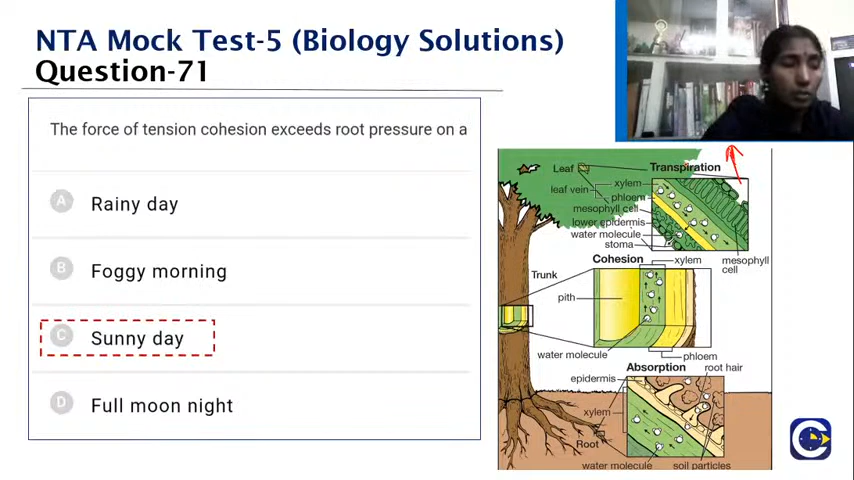 NTA Mock Test-5 (Biology Solutions)
Question-71
The force of tension cohesion exceeds root pressure on a
A Rainy day
B Foggy morning
C Sunny day
D Full moon night
Leaf
Transpiration
xylem
leaf vein
phloem
mesophyll cell
lower epidermis
water molecule
stoma
mesophyll
cell
Cohesion
xylem
Trunk
pith
water molecule
phloem
Absorption
root hair
epidermis
xylem
Root
water molecule
soil particles